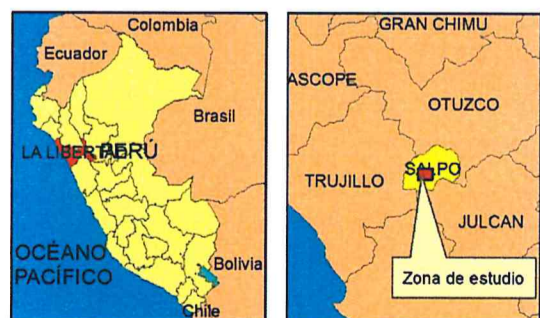 Colombia
Ecuador
Brasil
LA LIBERTAD
PERÚ
OCÉANO
PACÍFICO
Bolivia
Chile
GRAN CHIMU
ASCOPE
OTUZCO
SALPO
TRUJILLO
JULCAN
Zona de estudio